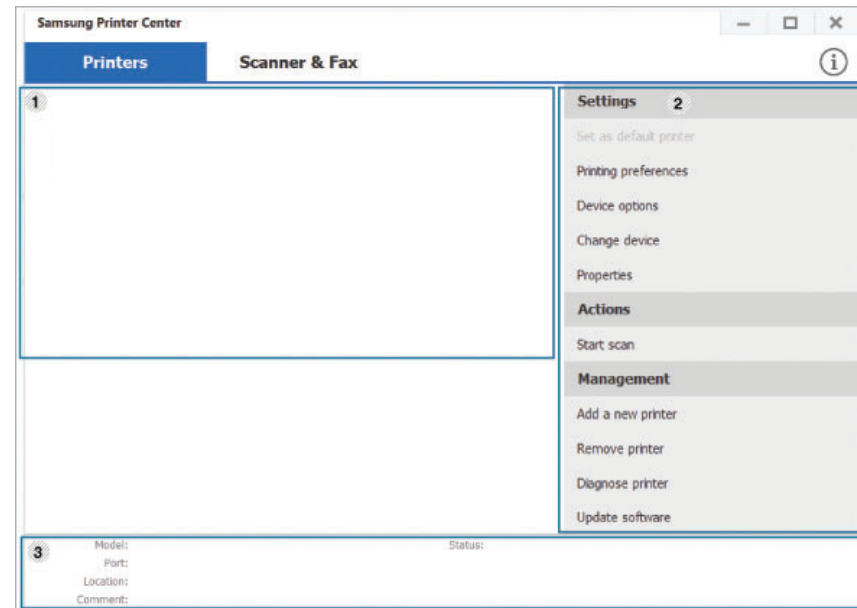 Samsung Printer Center
Printers Scanner & Fax
1
Settings 2
Set as default printer
Printing preferences
Device options
Change device
Properties
Actions
Start scan
Management
Add a new printer
Remove printer
Diagnose printer
Update software
3
Model: Status:
Port:
Location:
Comment: